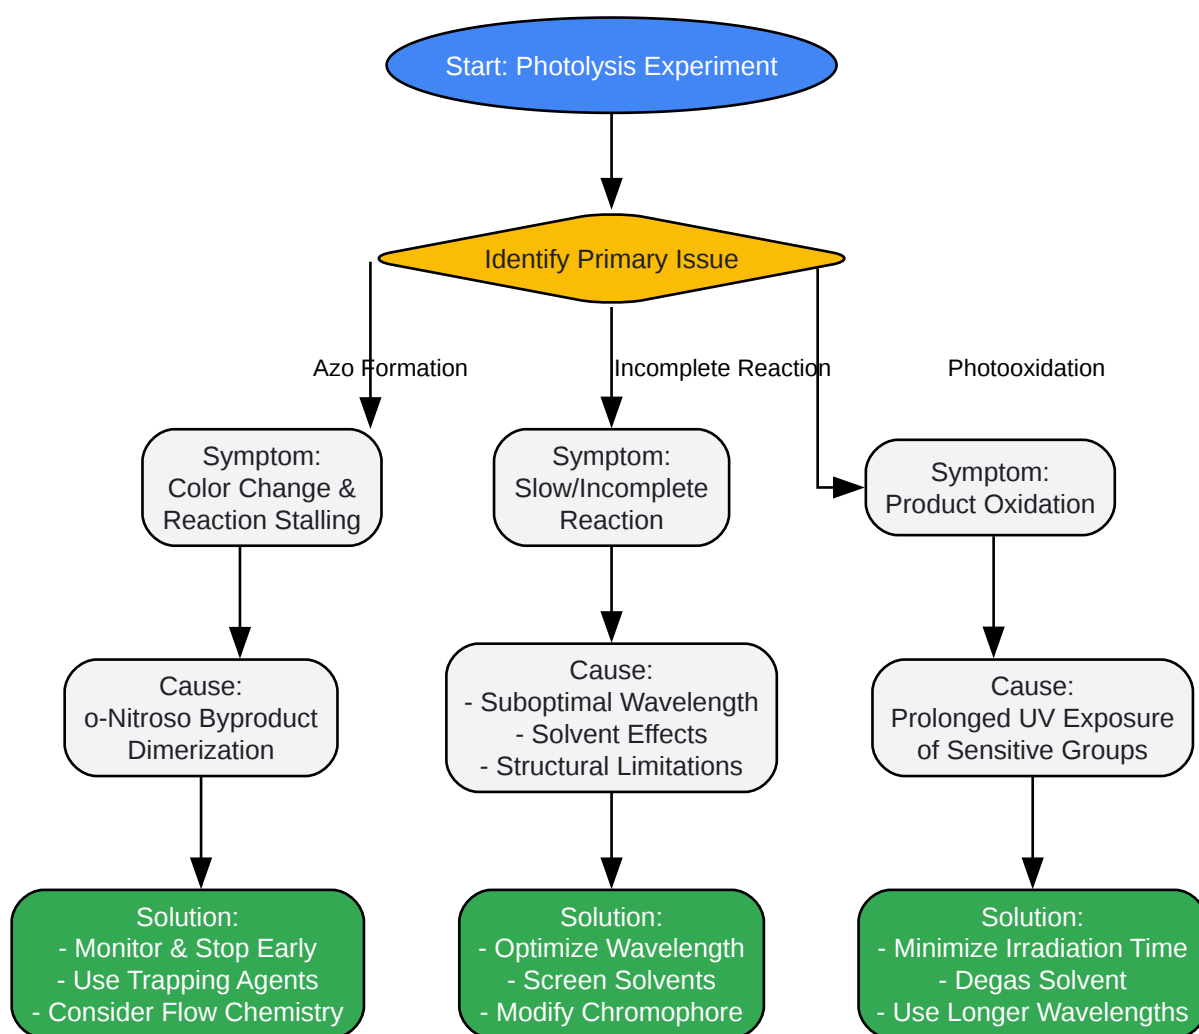 Start: Photolysis Experiment
Identify Primary Issue
Azo Formation
Incomplete Reaction
Photooxidation
Symptom:
Color Change &
Reaction Stalling
Symptom:
Slow/Incomplete
Reaction
Symptom:
Product Oxidation
Cause:
o-Nitroso Byproduct
Dimerization
Cause:
- Suboptimal Wavelength
- Solvent Effects
- Structural Limitations
Cause:
Prolonged UV Exposure
of Sensitive Groups
Solution:
- Monitor & Stop Early
- Use Trapping Agents
- Consider Flow Chemistry
Solution:
- Optimize Wavelength
- Screen Solvents
- Modify Chromophore
Solution:
- Minimize Irradiation Time
- Degas Solvent
- Use Longer Wavelengths